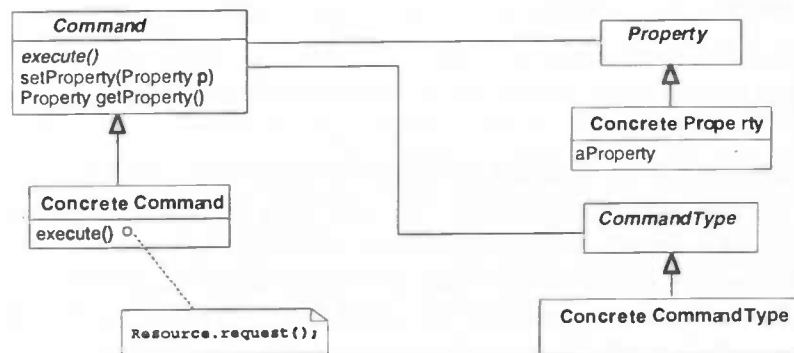 Command
execute()
setProperty(Property p)
Property getProperty()
Concrete Command
execute()
Resource.request();
Property
Concrete Property
aProperty
CommandType
Concrete CommandType